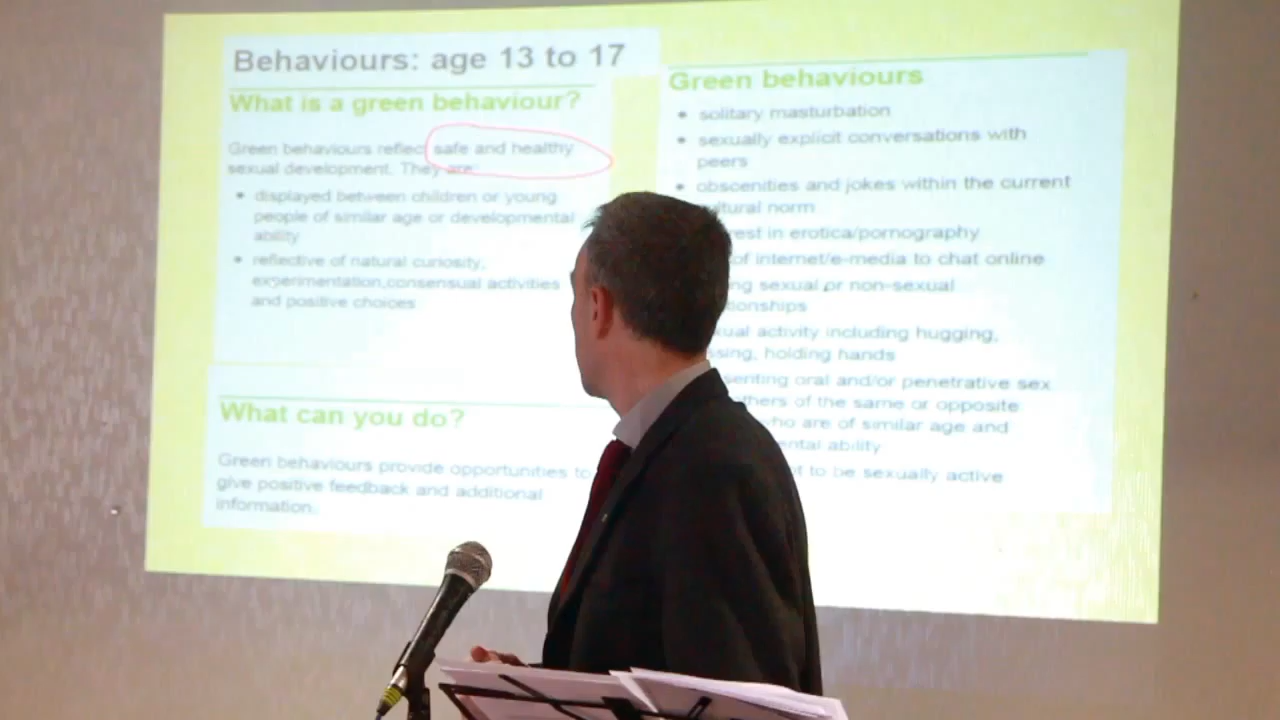 Behaviours: age 13 to 17
What is a green behaviour?
Green behaviours reflect safe and healthy
sexual development. They are:
• displayed between children or young
people of similar age or developmental
ability
• reflective of natural curiosity,
experimentation,consensual activities
and positive choices
What can you do?
Green behaviours provide opportunities to
give positive feedback and additional
information.
Green behaviours
• solitary masturbation
• sexually explicit conversations with
peers
• obscenities and jokes within the current
norm
in erotica/pornography
of internet/e-media to chat online
sexual or non-sexual
activity including hugging,
holding hands
oral and/or penetrative sex
of the same or opposite
who are of similar age and
ability
to be sexually active